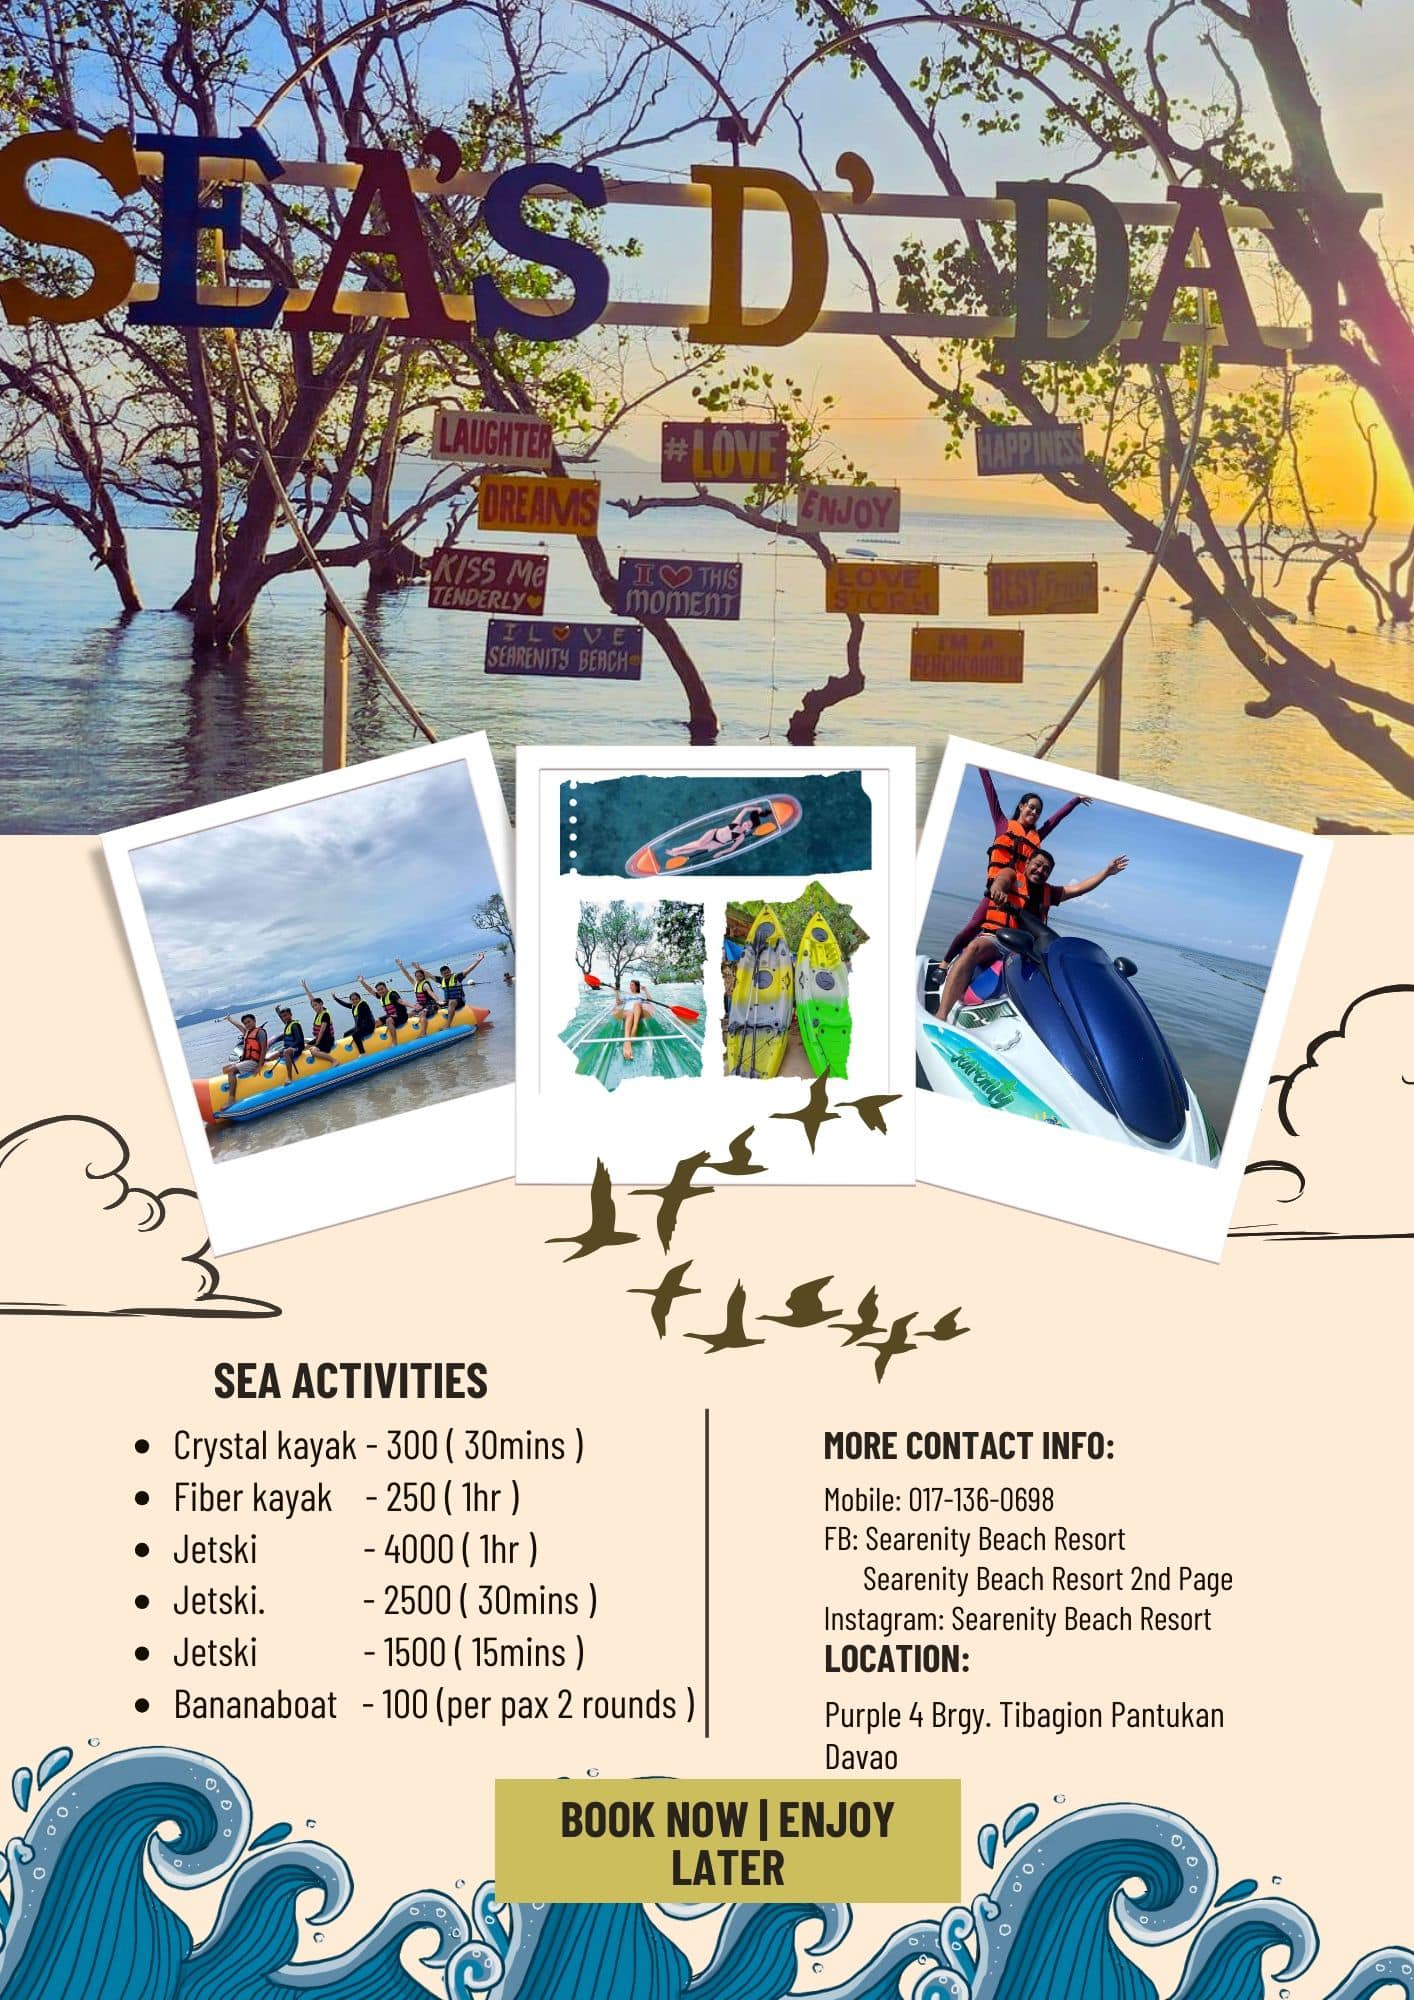 SEA'S D' DAY
LAUGHTER
#LOVE
HAPPINESS
DREAMS
ENJOY
KISS Me
TENDERLY
I ❤ THIS
MOMENT
LOVE
STORY
BEST
I L ❤ V E
SEARENITY BEACH
I'M A
BEACHCOHOLIC
Searenity
SEA ACTIVITIES
• Crystal kayak - 300 ( 30mins )
• Fiber kayak - 250 ( 1hr )
• Jetski - 4000 ( 1hr )
• Jetski. - 2500 ( 30mins )
• Jetski - 1500 ( 15mins )
• Bananaboat - 100 (per pax 2 rounds )
MORE CONTACT INFO:
Mobile: 017-136-0698
FB: Searenity Beach Resort
Searenity Beach Resort 2nd Page
Instagram: Searenity Beach Resort
LOCATION:
Purple 4 Brgy. Tibagion Pantukan
Davao
BOOK NOW | ENJOY
LATER